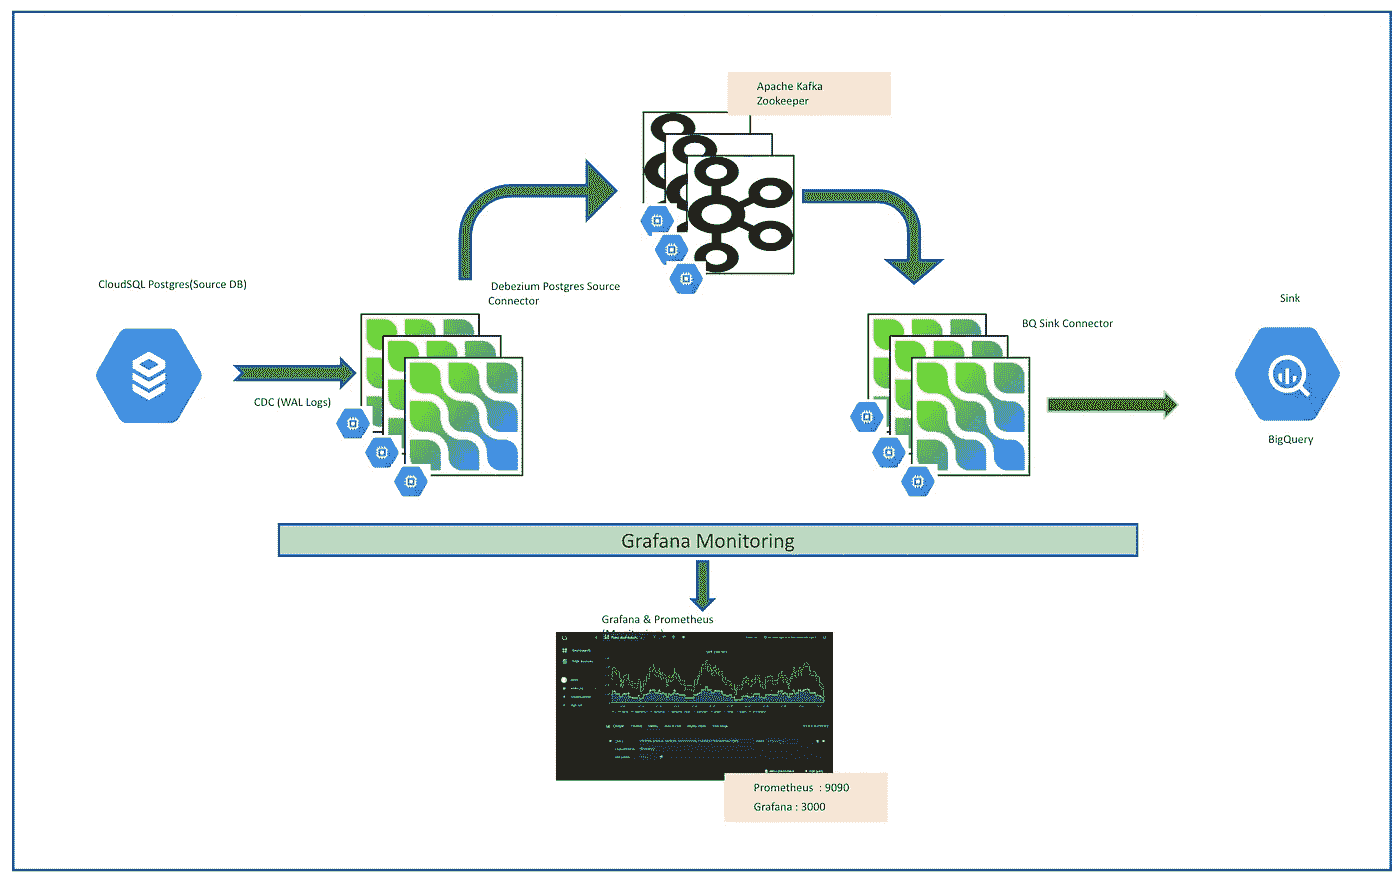 Apache Kafka
Zookeeper
CloudSQL Postgres(Source DB)
Debezium Postgres Source
Connector
Sink
BQ Sink Connector
CDC (WAL Logs)
BigQuery
Grafana Monitoring
Grafana & Prometheus
Prometheus : 9090
Grafana : 3000